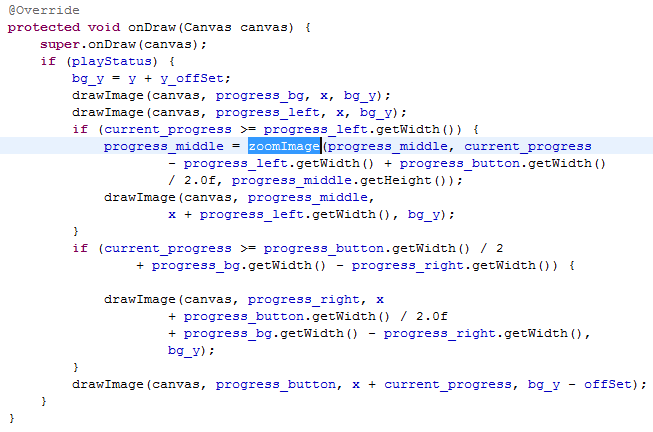 @Override
protected void onDraw(Canvas canvas) {
super.onDraw(canvas);
if (playStatus) {
bg_y = y + y_offSet;
drawImage(canvas, progress_bg, x, bg_y);
drawImage(canvas, progress_left, x, bg_y);
if (current_progress >= progress_left.getWidth()) {
progress_middle = zoomImage(progress_middle, current_progress
- progress_left.getWidth() + progress_button.getWidth()
/ 2.0f, progress_middle.getHeight());
drawImage(canvas, progress_middle,
x + progress_left.getWidth(), bg_y);
}
if (current_progress >= progress_button.getWidth() / 2
+ progress_bg.getWidth() - progress_right.getWidth()) {
drawImage(canvas, progress_right, x
+ progress_button.getWidth() / 2.0f
+ progress_bg.getWidth() - progress_right.getWidth(),
bg_y);
}
drawImage(canvas, progress_button, x + current_progress, bg_y - offSet);
}
}